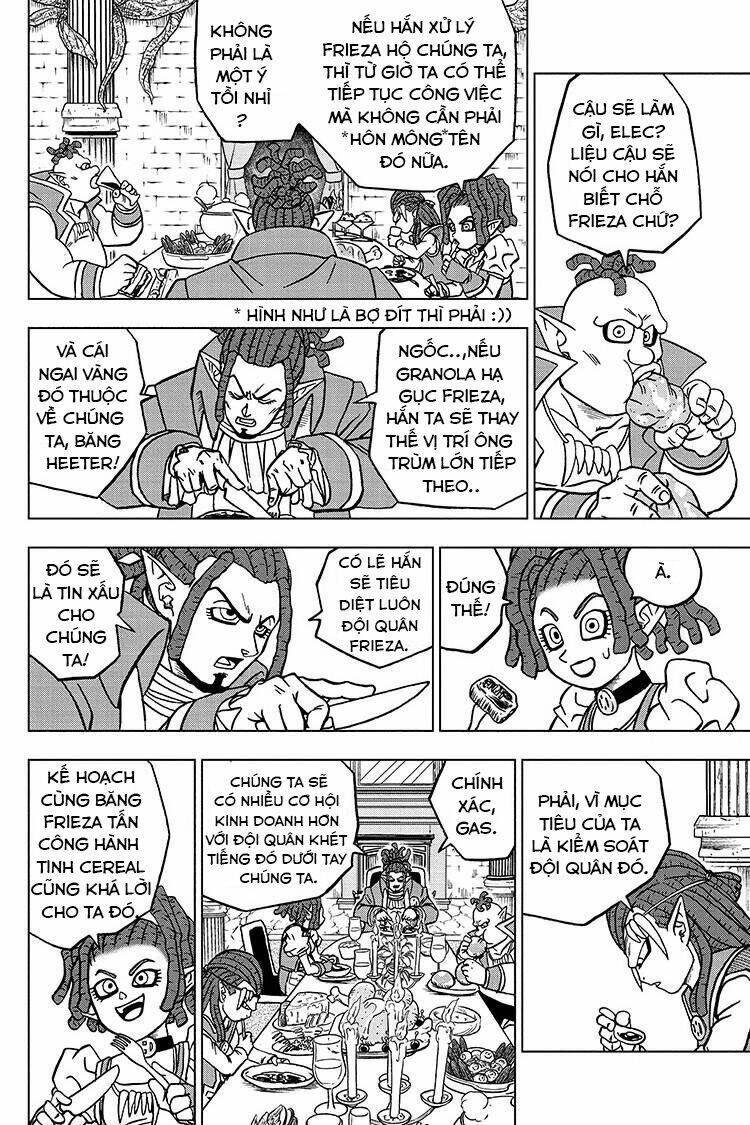 CẬU SẼ LÀM
GÌ, ELEC?
LIỆU CẬU SẼ
NÓI CHO HẮN
BIẾT CHỖ
FRIEZA CHỨ?
NẾU HẮN XỬ LÝ
FRIEZA HỘ CHÚNG TA,
THÌ TỪ GIỜ TA CÓ THỂ
TIẾP TỤC CÔNG VIỆC
MÀ KHÔNG CẦN PHẢI
*HÔN MÔNG*TÊN
ĐÓ NỮA.
KHÔNG
PHẢI LÀ
MỘT Ý
TỒI NHỈ
?
* HÌNH NHƯ LÀ BỢ ĐÍT THÌ PHẢI :))
NGỐC..,NẾU
GRANOLA HẠ
GỤC FRIEZA,
HẮN TA SẼ THAY
THẾ VỊ TRÍ ÔNG
TRÙM LỚN TIẾP
THEO..
VÀ CÁI
NGAI VÀNG
ĐÓ THUỘC
VỀ CHÚNG
TA, BĂNG
HEETER!
À.
ĐÚNG
THẾ!
CÓ LẼ HẮN
SẼ TIÊU
DIỆT LUÔN
ĐỘI QUÂN
FRIEZA.
ĐÓ SẼ
LÀ TIN XẤU
CHO
CHÚNG
TA!
PHẢI, VÌ MỤC
TIÊU CỦA TA
LÀ KIỂM SOÁT
ĐỘI QUÂN ĐÓ.
CHÍNH
XÁC,
GAS.
CHÚNG TA SẼ
CÓ NHIỀU CƠ HỘI
KINH DOANH HƠN
VỚI ĐỘI QUÂN KHÉT
TIẾNG ĐÓ DƯỚI TAY
CHÚNG TA.
KẾ HOẠCH
CÙNG BĂNG
FRIEZA TẤN
CÔNG HÀNH
TINH CEREAL
CŨNG KHÁ LỜI
CHO TA ĐÓ.